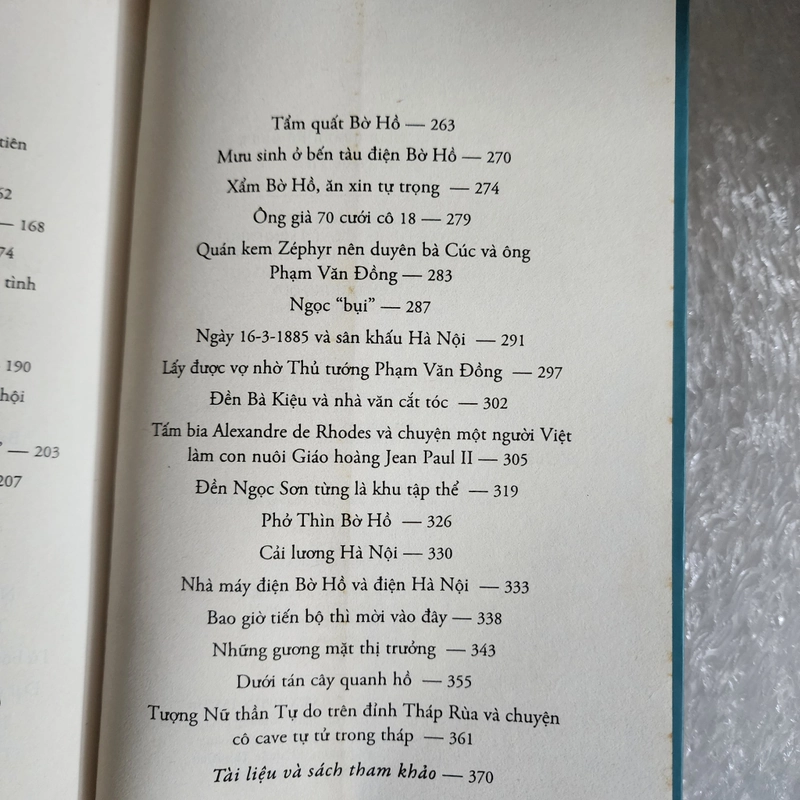 tiên
62
— 168
74
tình
190
hội
— 203
207
Tẩm quất Bờ Hồ — 263
Mưu sinh ở bến tàu điện Bờ Hồ — 270
Xẩm Bờ Hồ, ăn xin tự trọng — 274
Ông già 70 cưới cô 18 — 279
Quán kem Zéphyr nên duyên bà Cúc và ông
Phạm Văn Đồng — 283
Ngọc “bụi” — 287
Ngày 16-3-1885 và sân khấu Hà Nội — 291
Lấy được vợ nhờ Thủ tướng Phạm Văn Đồng — 297
Đền Bà Kiệu và nhà văn cắt tóc — 302
Tấm bia Alexandre de Rhodes và chuyện một người Việt
làm con nuôi Giáo hoàng Jean Paul II — 305
Đền Ngọc Sơn từng là khu tập thể — 319
Phở Thìn Bờ Hồ — 326
Cải lương Hà Nội — 330
Nhà máy điện Bờ Hồ và điện Hà Nội — 333
Bao giờ tiến bộ thì mời vào đây — 338
Những gương mặt thị trưởng — 343
Dưới tán cây quanh hồ — 355
Tượng Nữ thần Tự do trên đỉnh Tháp Rùa và chuyện
cô cave tự tử trong tháp — 361
Tài liệu và sách tham khảo — 370